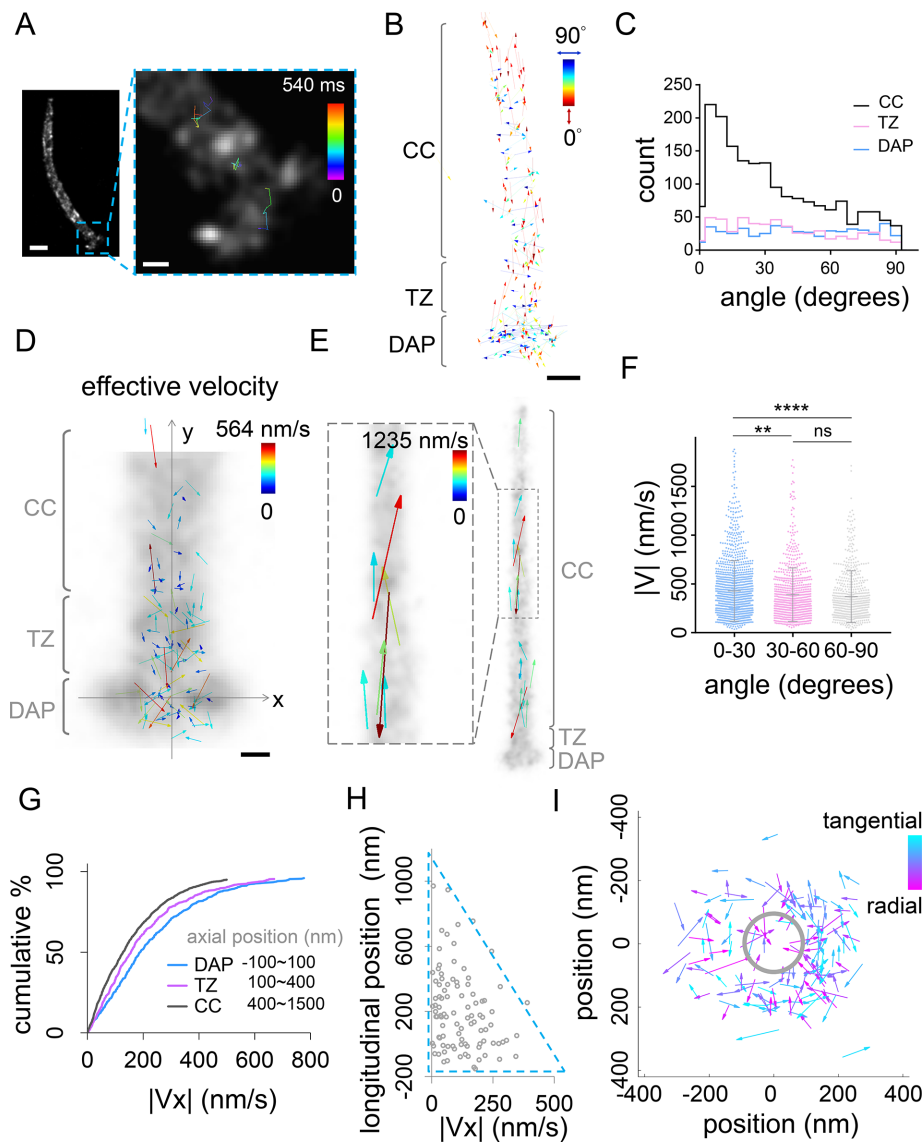 A
540 ms
0
B
90°
0°
CC
TZ
DAP
C
count
250
200
150
100
50
0
CC
TZ
DAP
0 30 60 90
angle (degrees)
D
effective velocity
y
564 nm/s
0
CC
TZ
DAP
x
E
1235 nm/s
0
CC
TZ
DAP
F
****
** ns
|V| (nm/s)
1500
1000
500
0
0-30 30-60 60-90
angle (degrees)
G
cumulative %
100
50
0
axial position (nm)
DAP -100~100
TZ 100~400
CC 400~1500
0 200 400 600 800
|Vx| (nm/s)
H
longitudinal position (nm)
1000
600
200
-200
0 250 500
|Vx| (nm/s)
I
position (nm)
-400
-200
0
200
400
tangential
radial
-400 -200 0 200 400
position (nm)